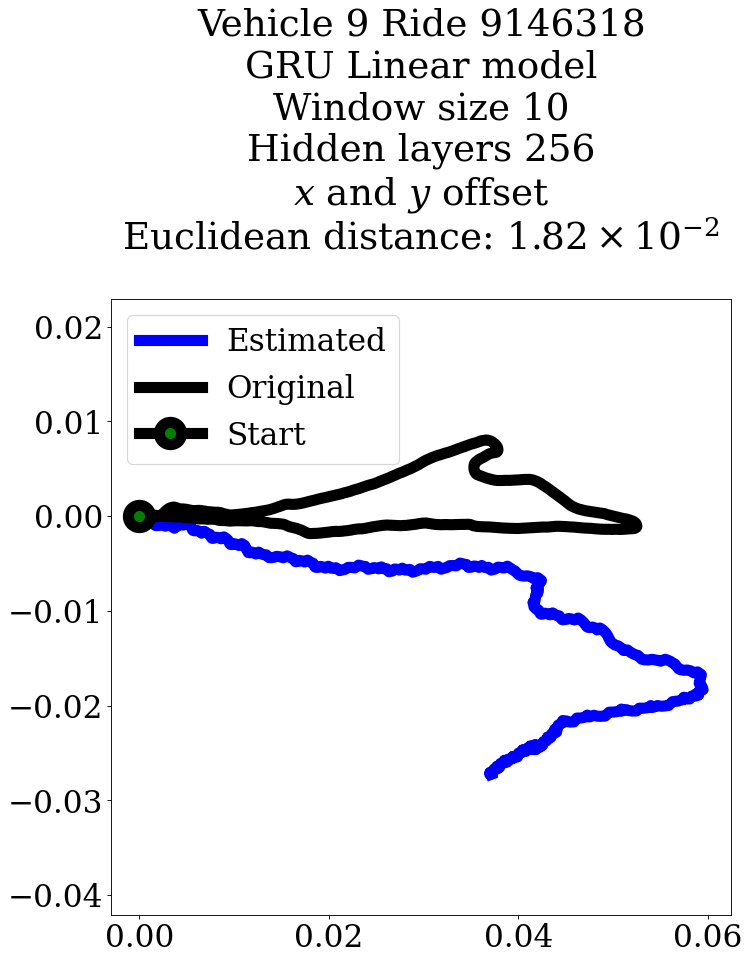 Vehicle 9 Ride 9146318
GRU Linear model
Window size 10
Hidden layers 256
x and y offset
Euclidean distance: 1.82 × 10⁻²
Estimated
Original
Start
0.02
0.01
0.00
−0.01
−0.02
−0.03
−0.04
0.00 0.02 0.04 0.06